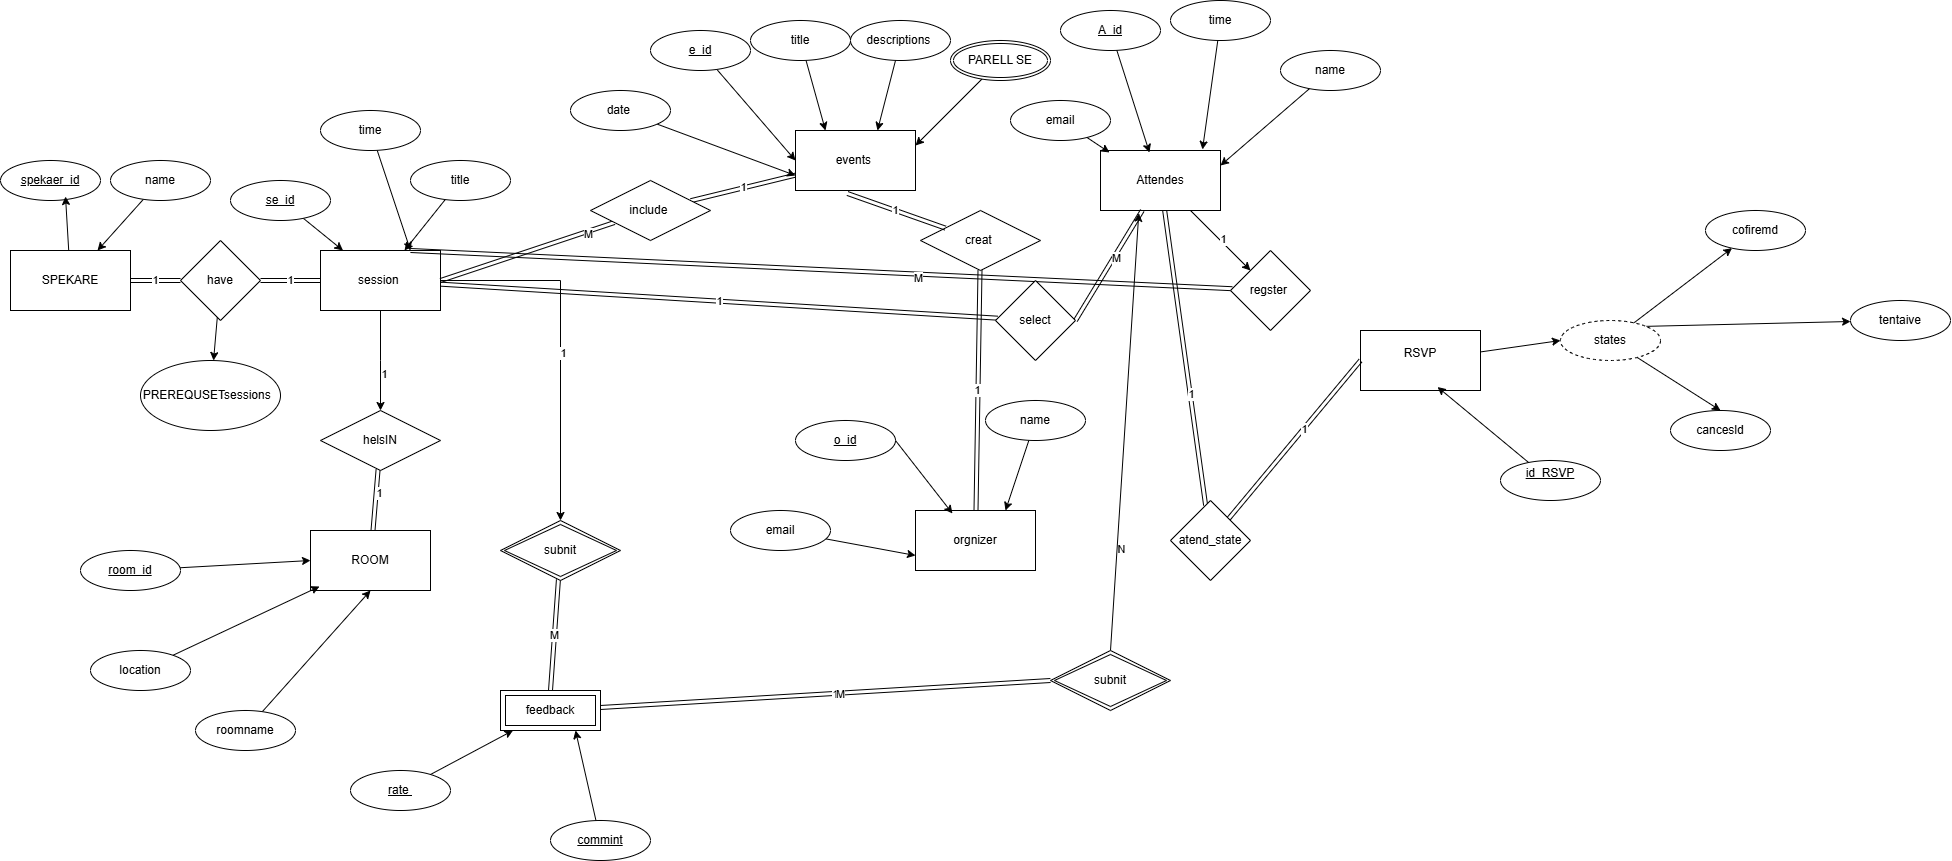 A_id
time
e_id
title
descriptions
PARELL SE
name
date
email
time
events
spekaer_id
name
title
Attendes
se_id
1
include
M
1
cofiremd
creat
1
M
SPEKARE
1
have
1
session
M
regster
1
select
tentaive
states
RSVP
1
1
PREREQUSETsessions
1
1
name
cancesld
1
helsIN
o_id
id_RSVP
1
email
orgnizer
atend_state
subnit
N
ROOM
room_id
M
location
subnit
1M
feedback
roomname
rate
commint